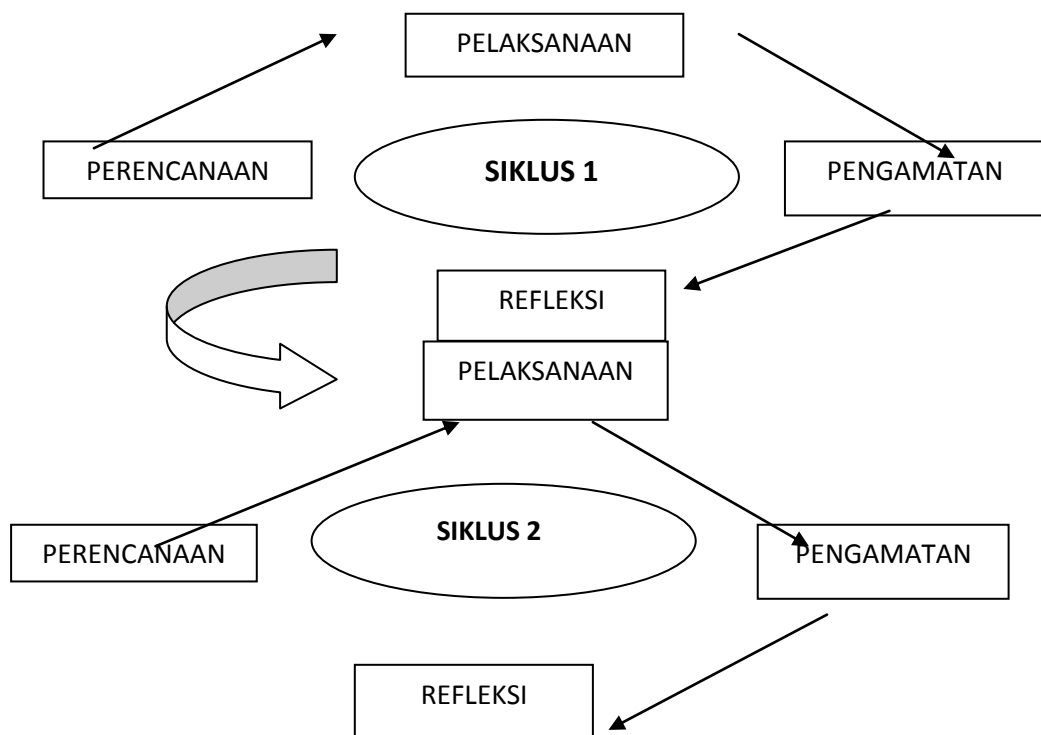 PELAKSANAAN
PERENCANAAN
SIKLUS 1
PENGAMATAN
REFLEKSI
PELAKSANAAN
SIKLUS 2
PERENCANAAN
PENGAMATAN
REFLEKSI